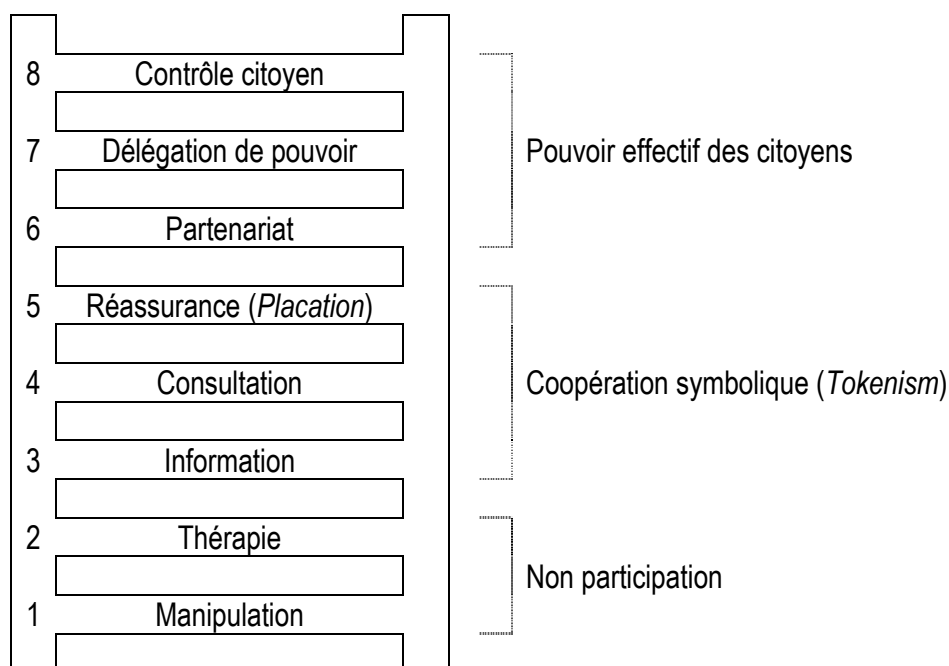 8 Contrôle citoyen
7 Délégation de pouvoir
Pouvoir effectif des citoyens
6 Partenariat
5 Réassurance (Placation)
4 Consultation
Coopération symbolique (Tokenism)
3 Information
2 Thérapie
Non participation
1 Manipulation